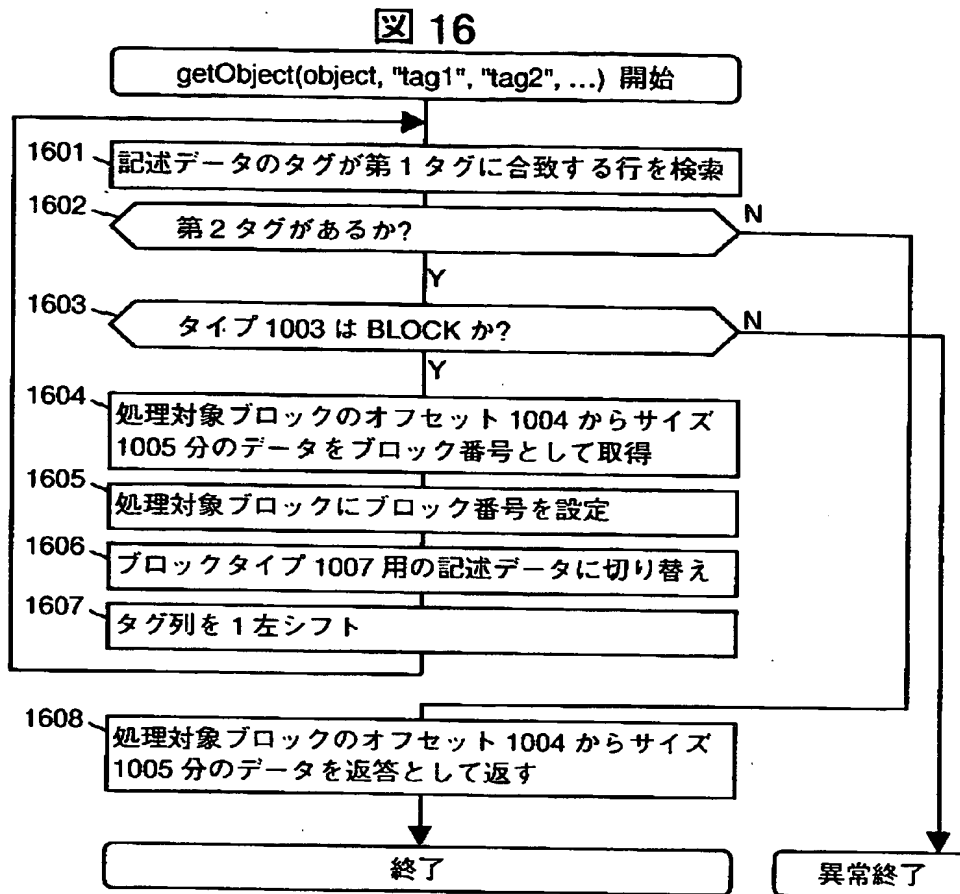 図 16
getObject(object, "tag1", "tag2", ...) 開始
1601
記述データのタグが第1タグに合致する行を検索
1602
第2タグがあるか?
N
Y
1603
タイプ 1003 は BLOCK か?
N
Y
1604
処理対象ブロックのオフセット 1004 からサイズ
1005 分のデータをブロック番号として取得
1605
処理対象ブロックにブロック番号を設定
1606
ブロックタイプ 1007 用の記述データに切り替え
1607
タグ列を1左シフト
1608
処理対象ブロックのオフセット 1004 からサイズ
1005 分のデータを返答として返す
終了
異常終了